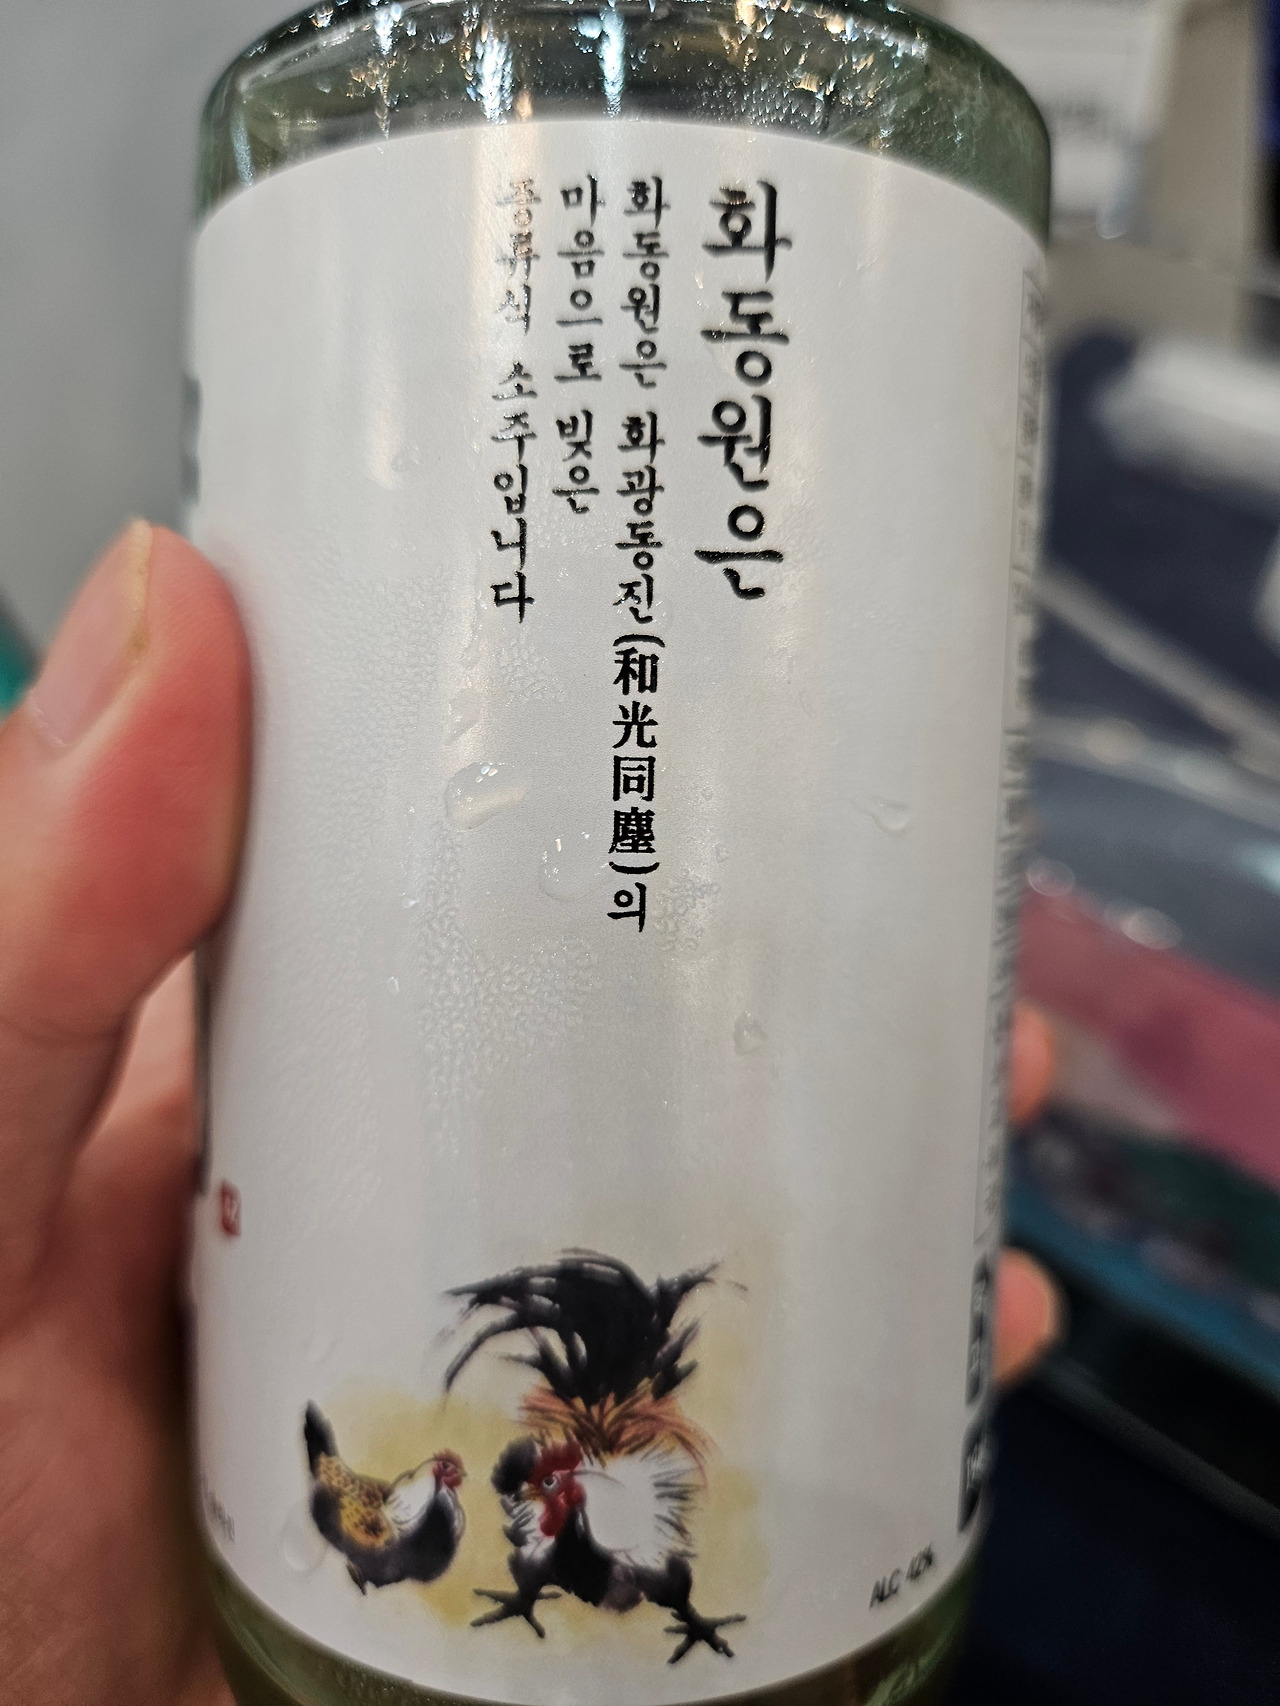 화동원은
화동원은 화광동진(和光同塵)의
마음으로 빚은
증류식 소주입니다
ALC 42%